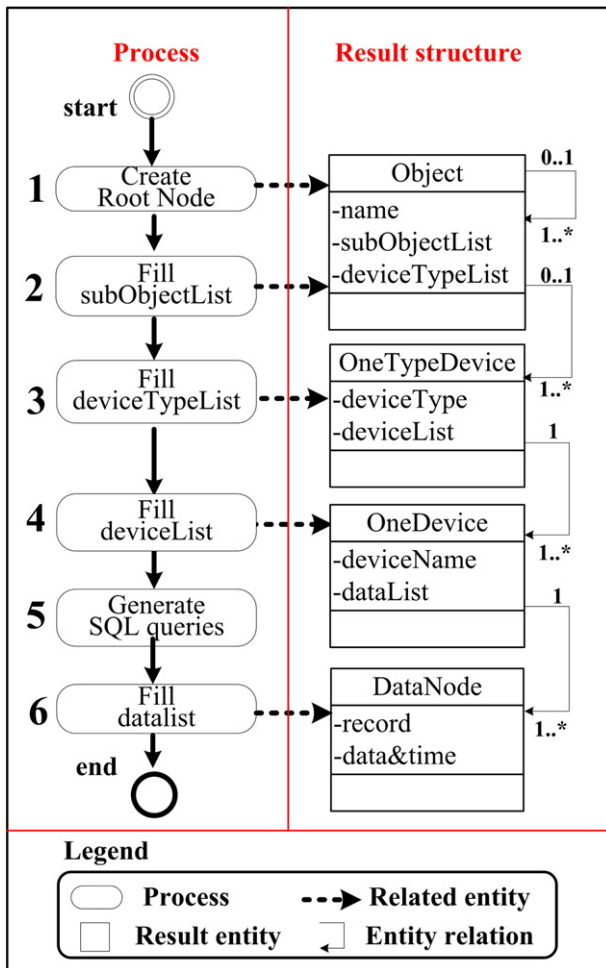 Process
Result structure
start
1
Create
Root Node
2
Fill
subObjectList
3
Fill
deviceTypeList
4
Fill
deviceList
5
Generate
SQL queries
6
Fill
datalist
end
Object
-name
-subObjectList
-deviceTypeList
0..1
1..*
0..1
OneTypeDevice
-deviceType
-deviceList
1..*
1
OneDevice
-deviceName
-dataList
1..*
1
DataNode
-record
-data&time
1..*
Legend
Process
Related entity
Result entity
Entity relation